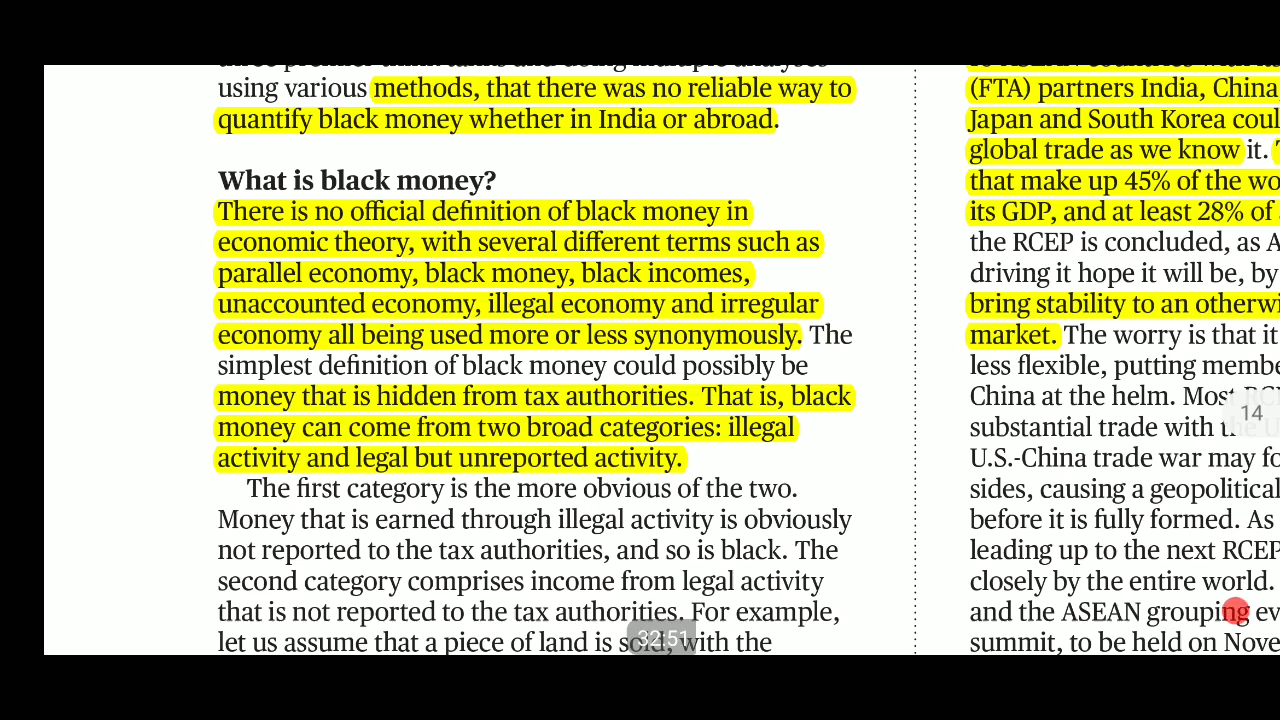 using various methods, that there was no reliable way to
quantify black money whether in India or abroad.
What is black money?
There is no official definition of black money in
economic theory, with several different terms such as
parallel economy, black money, black incomes,
unaccounted economy, illegal economy and irregular
economy all being used more or less synonymously. The
simplest definition of black money could possibly be
money that is hidden from tax authorities. That is, black
money can come from two broad categories: illegal
activity and legal but unreported activity.
The first category is the more obvious of the two.
Money that is earned through illegal activity is obviously
not reported to the tax authorities, and so is black. The
second category comprises income from legal activity
that is not reported to the tax authorities. For example,
let us assume that a piece of land is sold, with the
(FTA) partners India, China,
Japan and South Korea coul
global trade as we know it.
that make up 45% of the wo
its GDP, and at least 28% of
the RCEP is concluded, as A
driving it hope it will be, by
bring stability to an otherwi
market. The worry is that it
less flexible, putting membe
China at the helm. Most
substantial trade with
U.S.-China trade war may fo
sides, causing a geopolitical
before it is fully formed. As
leading up to the next RCEP
closely by the entire world.
and the ASEAN grouping ev
summit, to be held on Nove
14
32:51